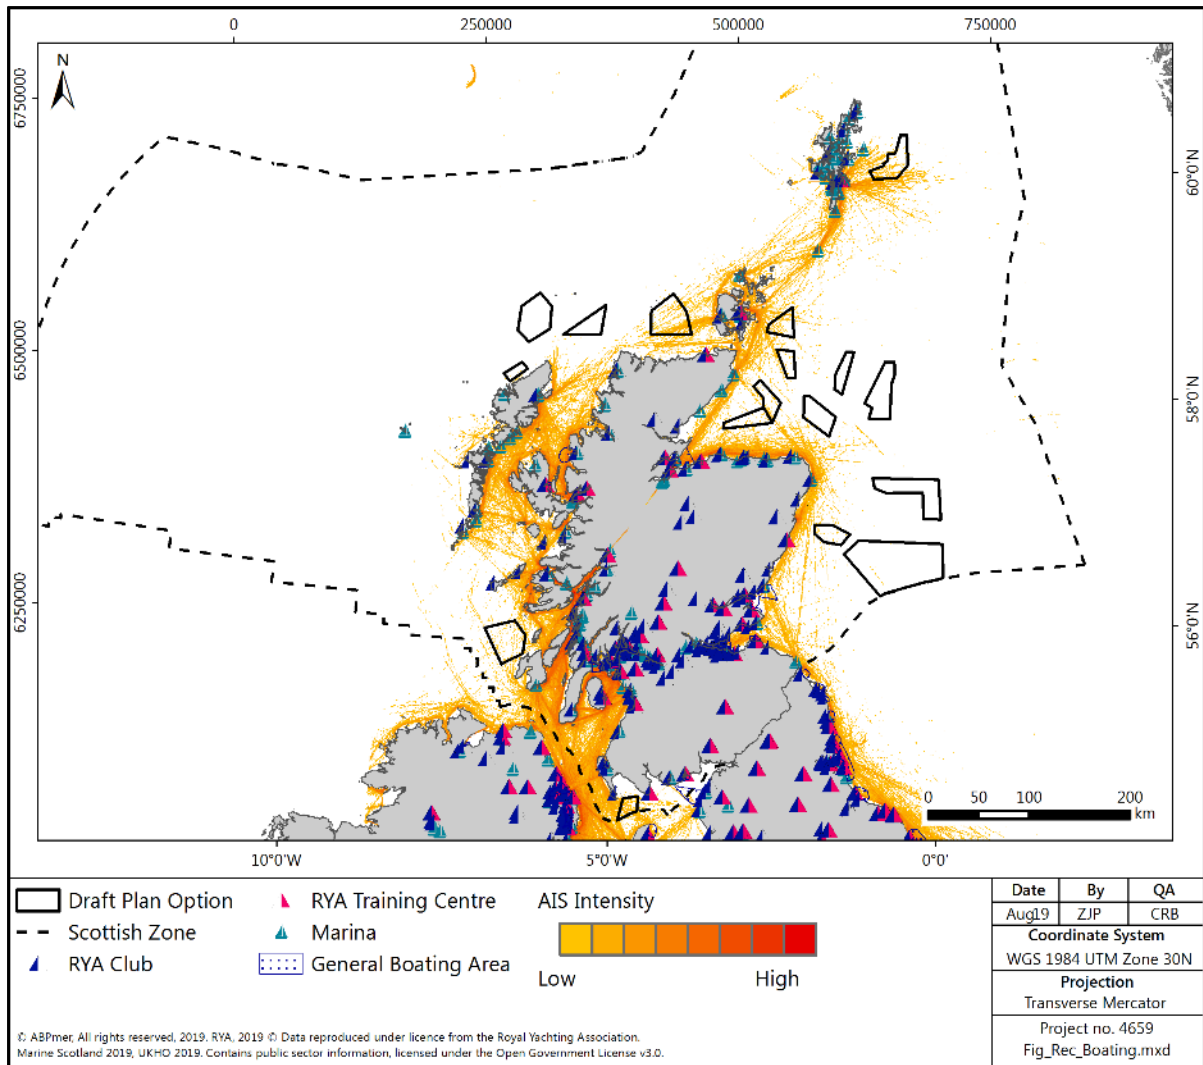 0 250000 500000 750000
N
6750000
6500000
6250000
60°0'N
58°0'N
56°0'N
0 50 100 200
km
10°0'W 5°0'W 0°0'
Draft Plan Option
Scottish Zone
RYA Club
RYA Training Centre
Marina
General Boating Area
AIS Intensity
Low High
Date By QA
Aug19 ZJP CRB
Coordinate System
WGS 1984 UTM Zone 30N
Projection
Transverse Mercator
Project no. 4659
Fig_Rec_Boating.mxd
© ABPmer, All rights reserved, 2019. RYA, 2019 © Data reproduced under licence from the Royal Yachting Association.
Marine Scotland 2019, UKHO 2019. Contains public sector information, licensed under the Open Government License v3.0.